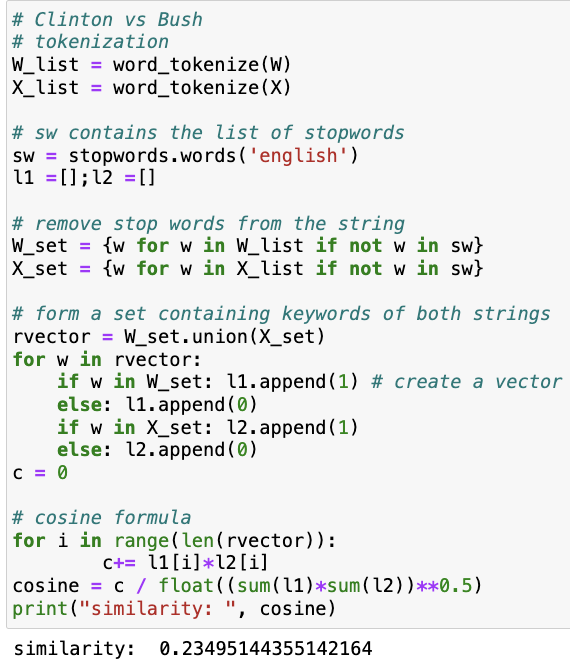 # Clinton vs Bush
# tokenization
W_list = word_tokenize(W)
X_list = word_tokenize(X)

# sw contains the list of stopwords
sw = stopwords.words('english')
l1 =[];l2 =[]

# remove stop words from the string
W_set = {w for w in W_list if not w in sw}
X_set = {w for w in X_list if not w in sw}

# form a set containing keywords of both strings
rvector = W_set.union(X_set)
for w in rvector:
    if w in W_set: l1.append(1) # create a vector
    else: l1.append(0)
    if w in X_set: l2.append(1)
    else: l2.append(0)
c = 0

# cosine formula
for i in range(len(rvector)):
        c+= l1[i]*l2[i]
cosine = c / float((sum(l1)*sum(l2))**0.5)
print("similarity: ", cosine)
similarity:  0.23495144355142164